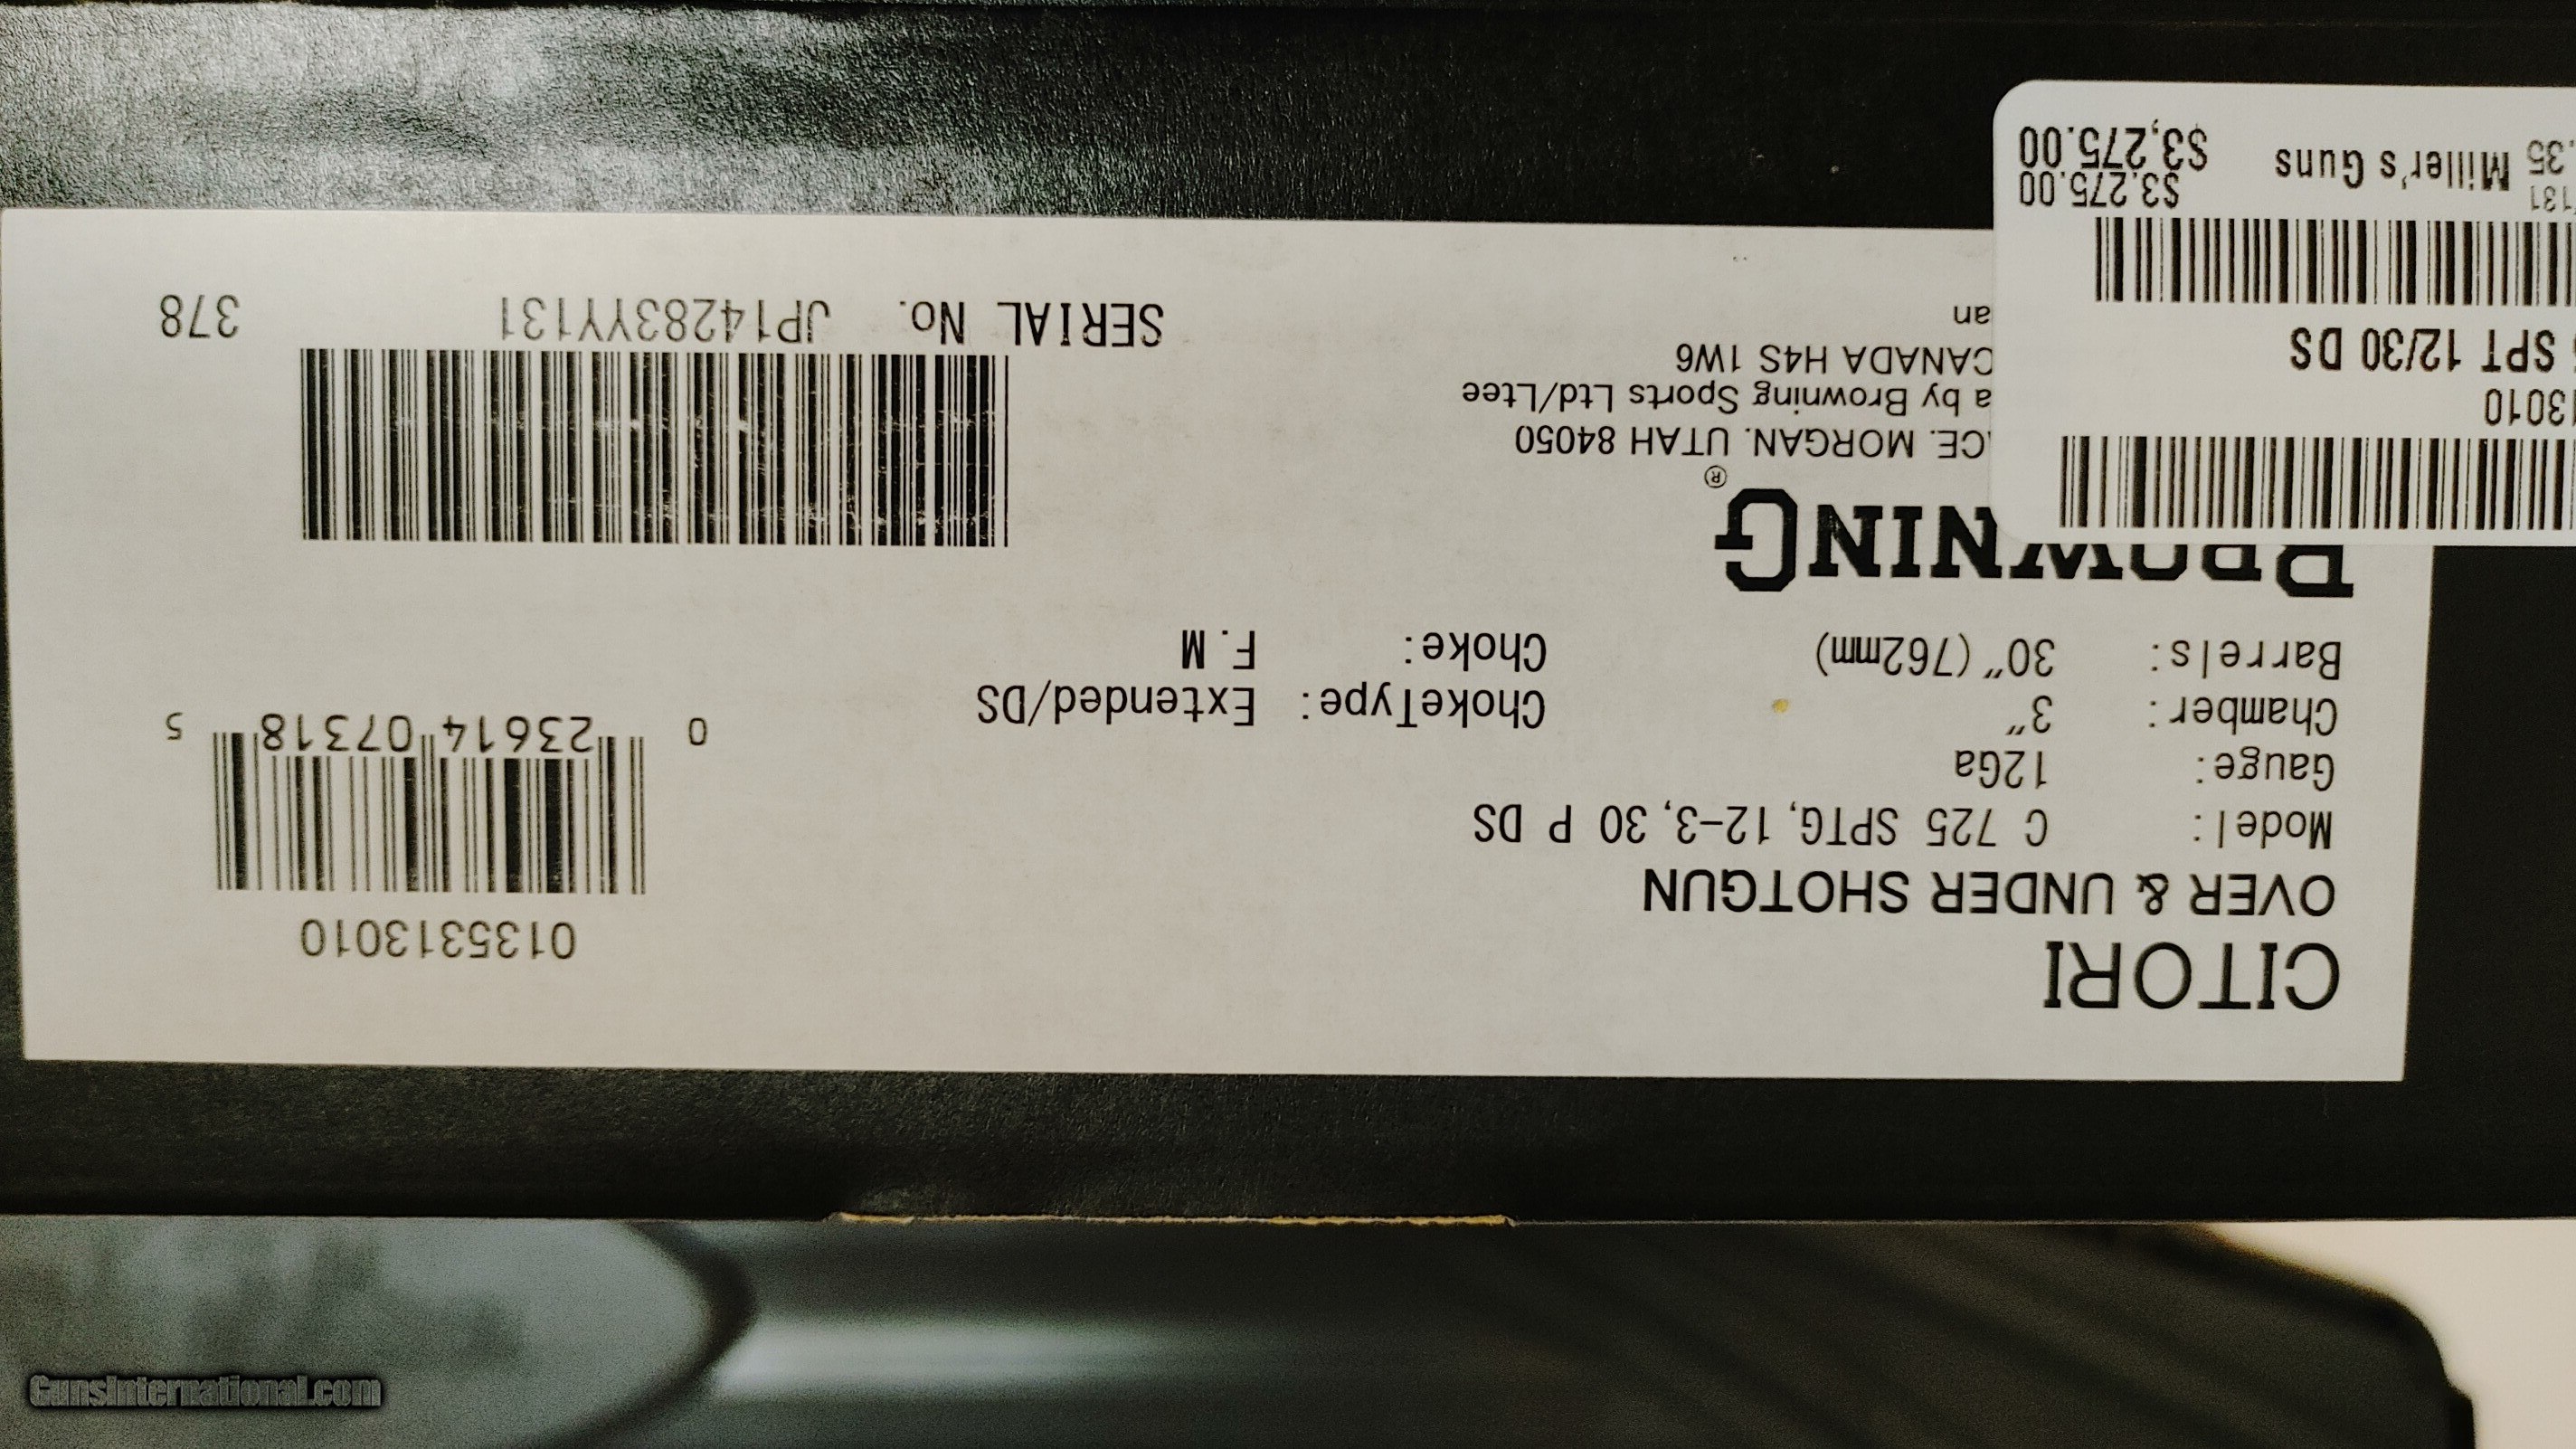 CITORI
OVER & UNDER SHOTGUN
Model: C 725 SPTG, 12-3, 30 P DS
Gauge: 12Ga
Chamber: 3" ChokeType: Extended/DS
Barrels: 30" (762mm) Choke: F.M
0135313010
0 23614 07318 5
BROWNING®
CE. MORGAN. UTAH 84050
a by Browning Sports Ltd/Ltee
CANADA H4S 1W6
an
SERIAL No. JP14283YY131 378
13010
SPT 12/30 DS
131 $3,275.00
.35 Miller's Guns $3,275.00
GunsInternational.com